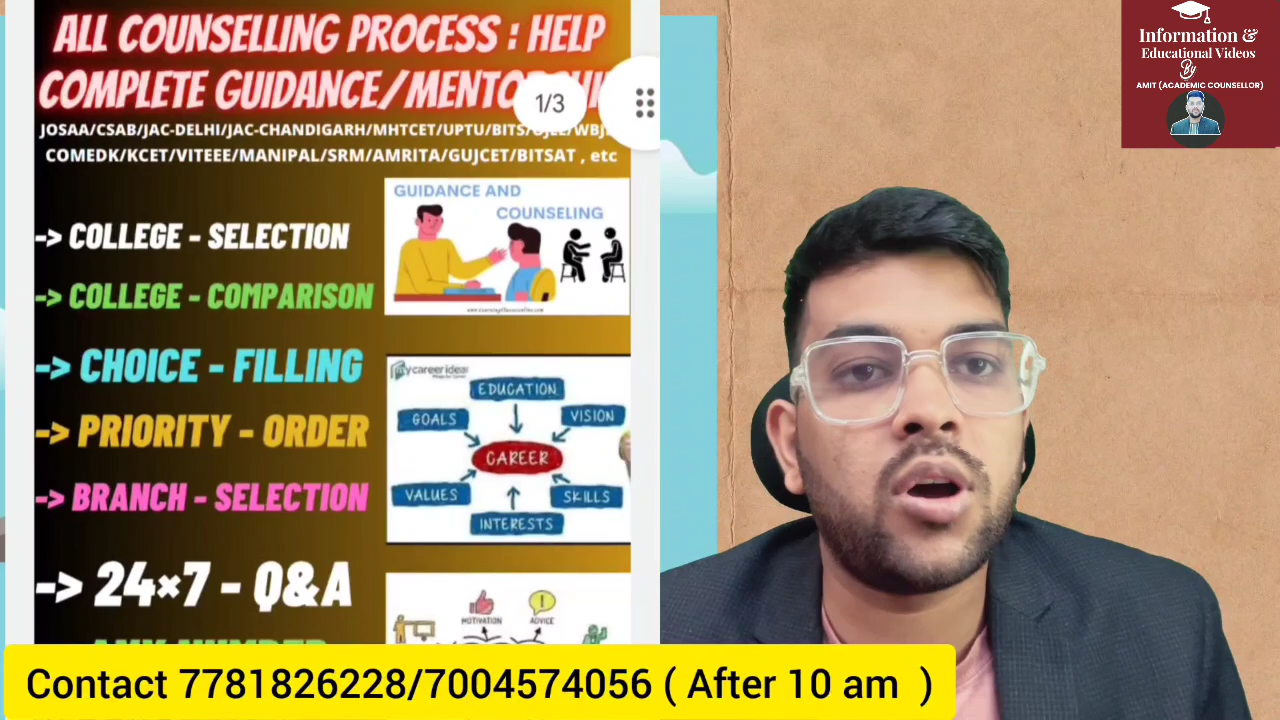 ALL COUNSELLING PROCESS : HELP
COMPLETE GUIDANCE/
1/3
JOSAA/CSAB/JAC-DELHI/JAC-CHANDIGARH/MHTCET/UPTU/BITS/
COMEDK/KCET/VITEEE/MANIPAL/SRM/AMRITA/GUJCET/BITSAT , etc
-> COLLEGE - SELECTION
-> COLLEGE - COMPARISON
-> CHOICE - FILLING
-> PRIORITY - ORDER
-> BRANCH - SELECTION
-> 24×7 - Q&A
GUIDANCE AND
COUNSELING
EDUCATION
GOALS
VISION
CAREER
VALUES
SKILLS
INTERESTS
MOTIVATION
ADVICE
Contact 7781826228/7004574056 ( After 10 am )
Information &
Educational Videos
By
AMIT (ACADEMIC COUNSELLOR)